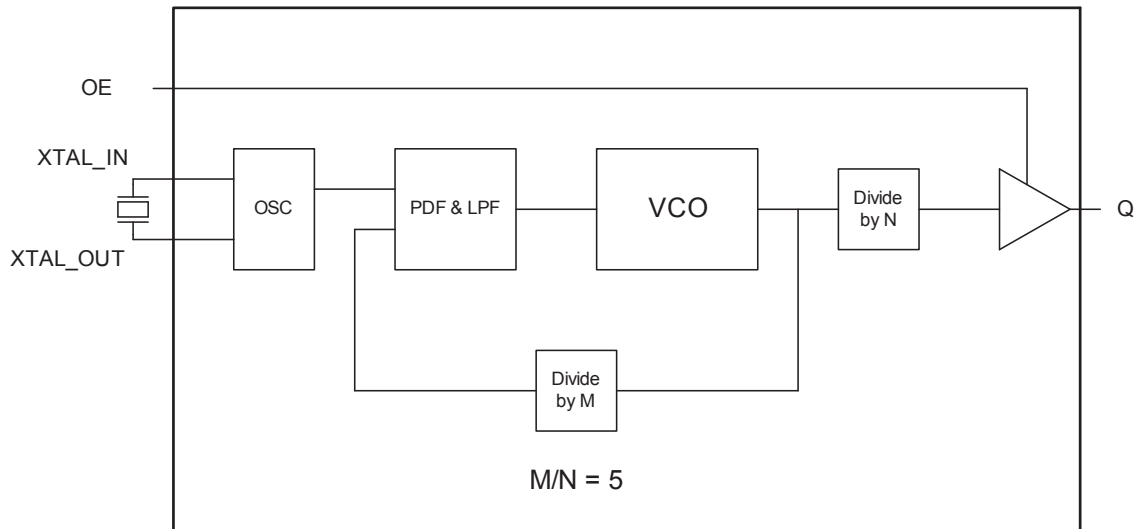 OE
XTAL_IN
XTAL_OUT
OSC
PDF & LPF
VCO
Divide
by N
Q
Divide
by M
M/N = 5